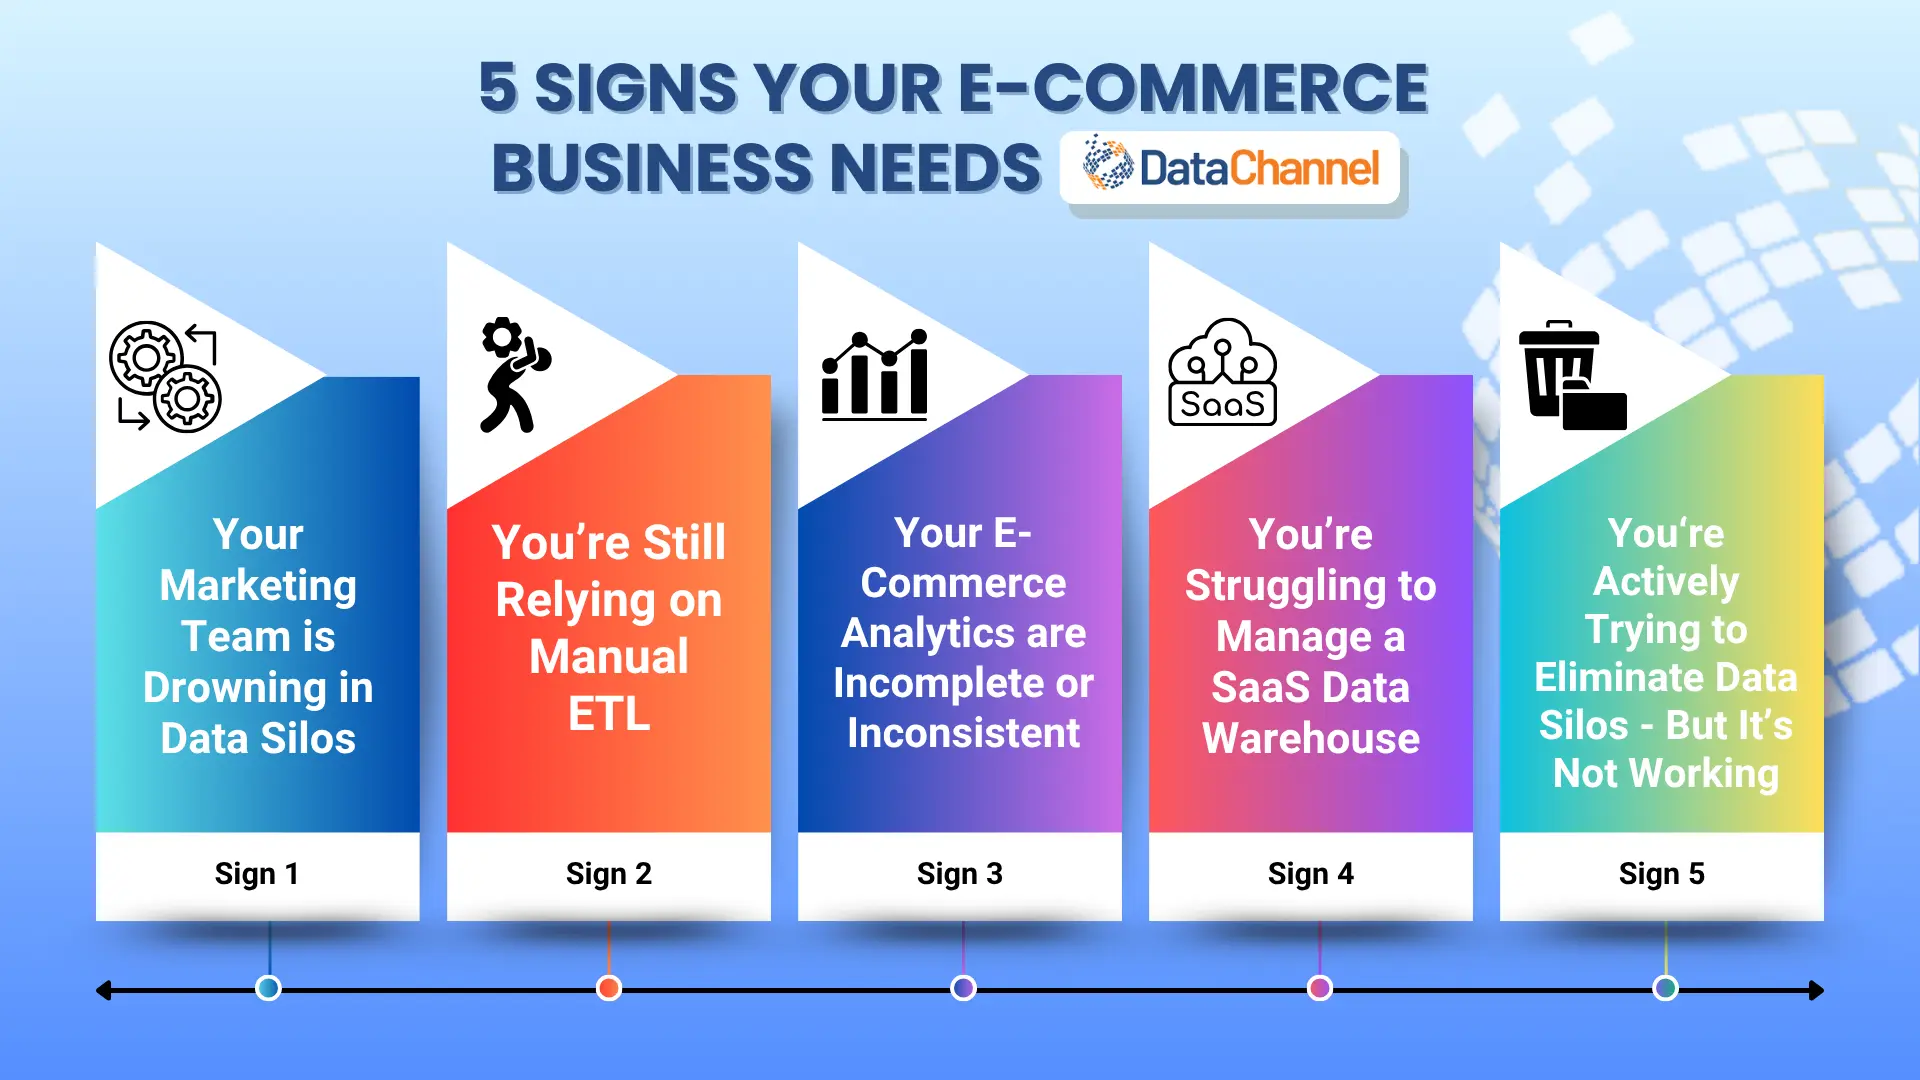 5 SIGNS YOUR E-COMMERCE
BUSINESS NEEDS DataChannel
SaaS
Your
Marketing
Team is
Drowning in
Data Silos
Sign 1
You’re Still
Relying on
Manual
ETL
Sign 2
Your E-
Commerce
Analytics are
Incomplete or
Inconsistent
Sign 3
You’re
Struggling to
Manage a
SaaS Data
Warehouse
Sign 4
You‘re
Actively
Trying to
Eliminate Data
Silos - But It’s
Not Working
Sign 5